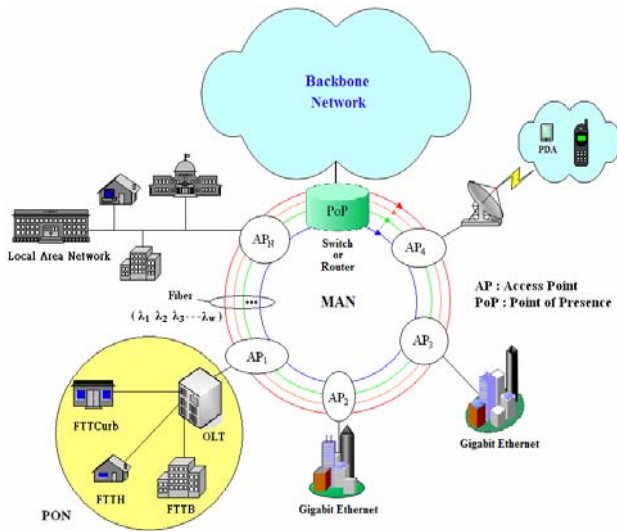 Backbone
Network
PDA
PoP
Switch
or
Router
AP_N
AP_4
Local Area Network
Fiber
(λ₁ λ₂ λ₃---λw)
MAN
AP : Access Point
PoP : Point of Presence
AP_3
AP_1
AP_2
FTTCurb
OLT
Gigabit Ethernet
FTTH
FTTB
Gigabit Ethernet
PON